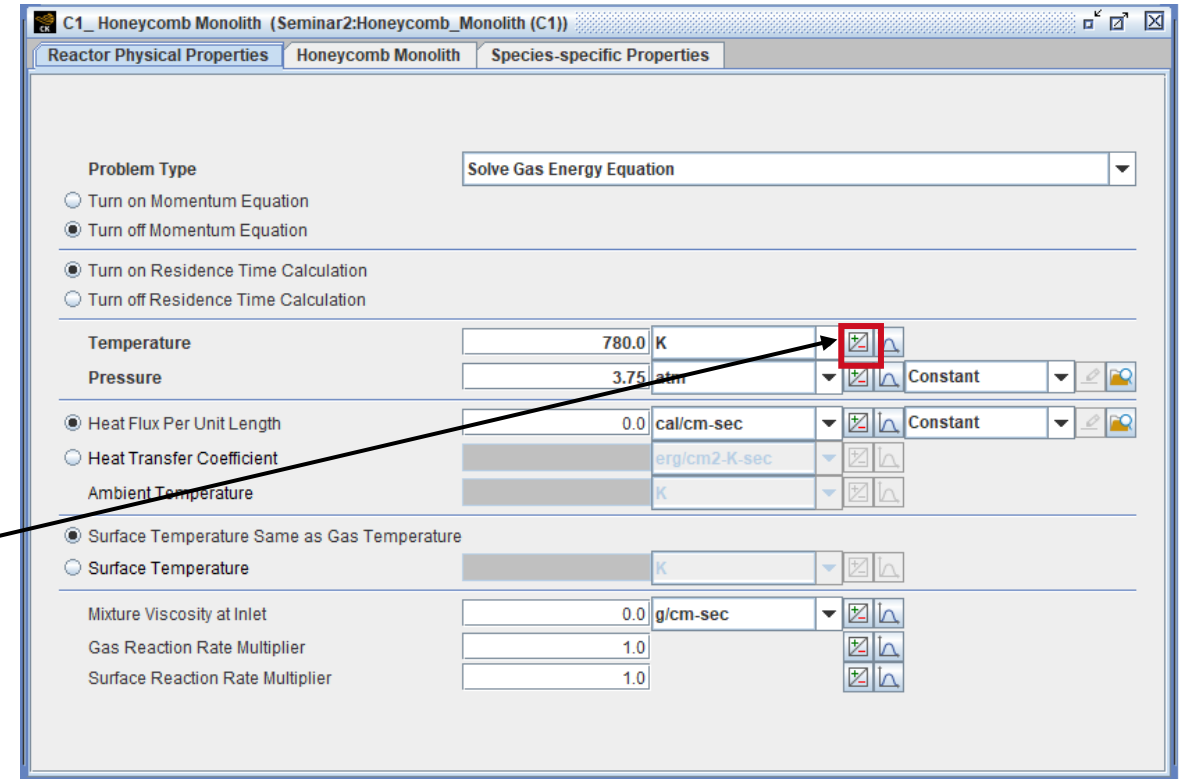 CK C1_ Honeycomb Monolith (Seminar2:Honeycomb_Monolith (C1))
Reactor Physical Properties Honeycomb Monolith Species-specific Properties
Problem Type Solve Gas Energy Equation
Turn on Momentum Equation
Turn off Momentum Equation
Turn on Residence Time Calculation
Turn off Residence Time Calculation
Temperature 780.0 K
Pressure 3.75 atm Constant
Heat Flux Per Unit Length 0.0 cal/cm-sec Constant
Heat Transfer Coefficient erg/cm2-K-sec
Ambient Temperature K
Surface Temperature Same as Gas Temperature
Surface Temperature K
Mixture Viscosity at Inlet 0.0 g/cm-sec
Gas Reaction Rate Multiplier 1.0
Surface Reaction Rate Multiplier 1.0